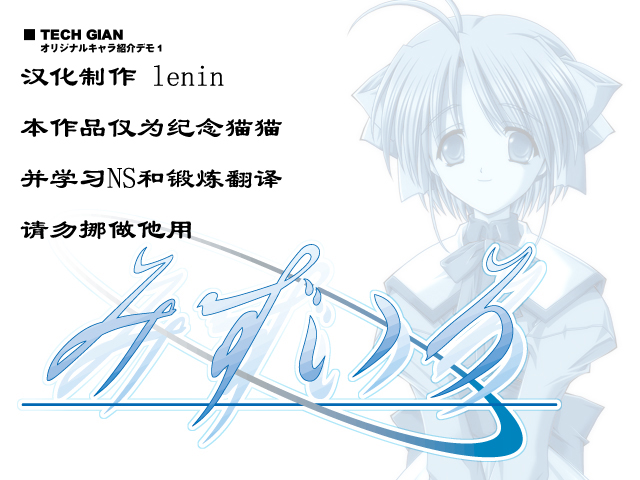 ■ TECH GIAN
オリジナルキャラ紹介デモ1
汉化制作 lenin
本作品仅为纪念猫猫
并学习NS和锻炼翻译
请勿挪做他用
みずいろ